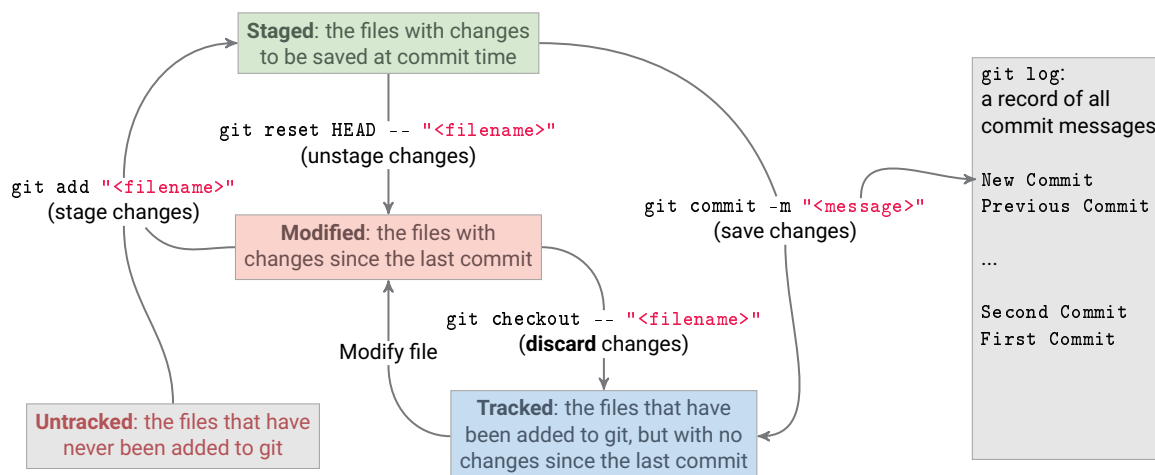 Staged: the files with changes
to be saved at commit time
git log:
a record of all
commit messages
git reset HEAD -- "<filename>"
(unstage changes)
git add "<filename>"
(stage changes)
New Commit
Previous Commit
git commit -m "<message>"
(save changes)
Modified: the files with
changes since the last commit
...
Second Commit
First Commit
git checkout -- "<filename>"
(discard changes)
Modify file
Untracked: the files that have
never been added to git
Tracked: the files that have
been added to git, but with no
changes since the last commit